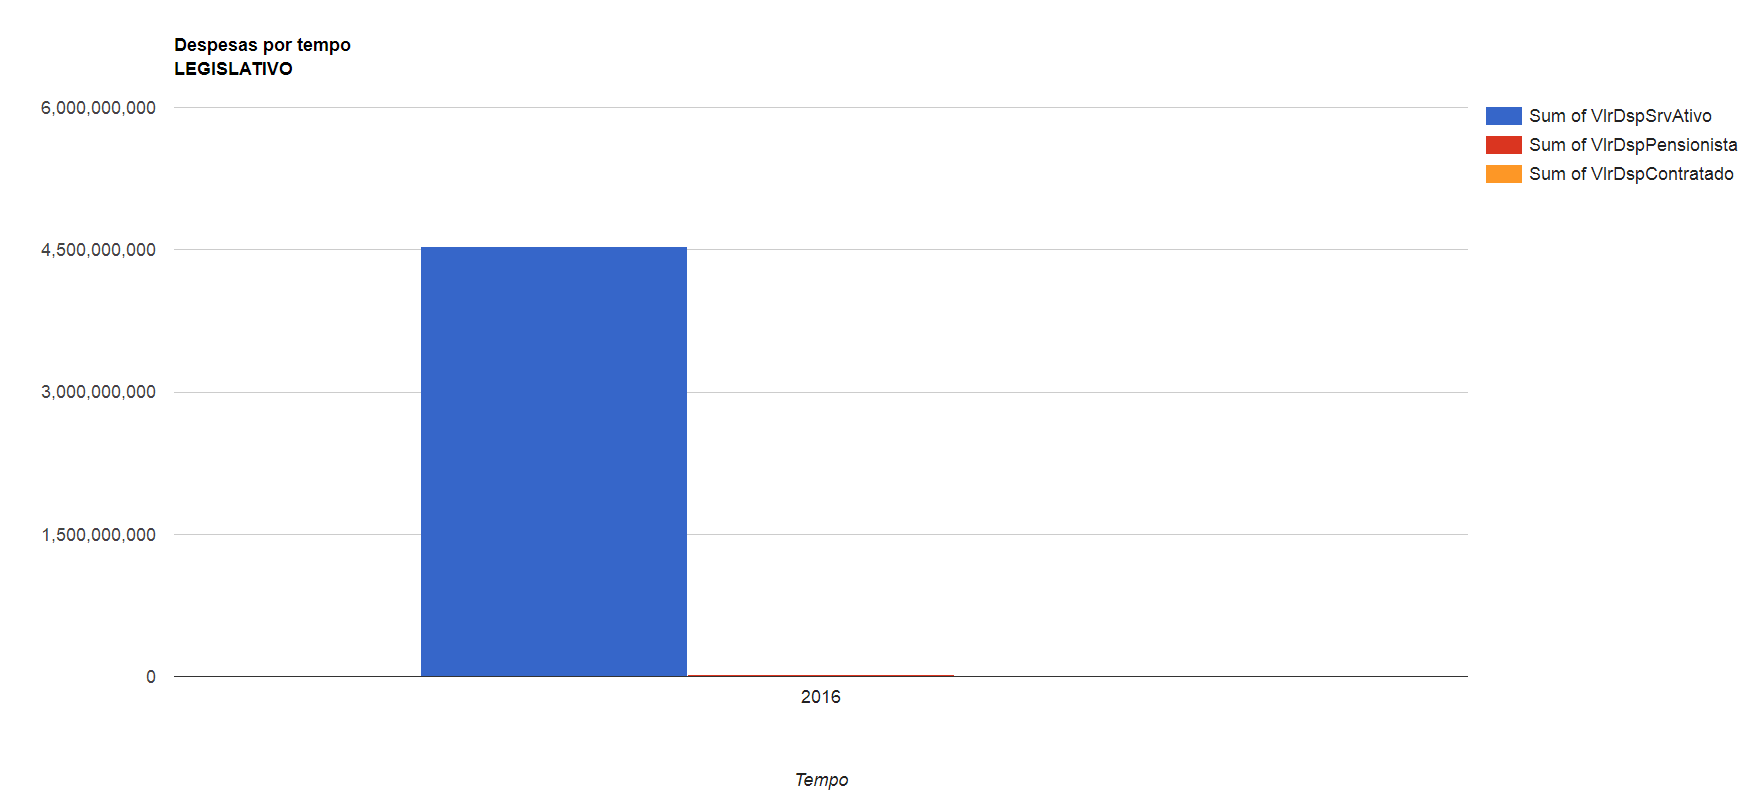 Despesas por tempo
LEGISLATIVO
6,000,000,000
4,500,000,000
3,000,000,000
1,500,000,000
0
2016
Tempo
Sum of VlrDspSrvAtivo
Sum of VlrDspPensionista
Sum of VlrDspContratado